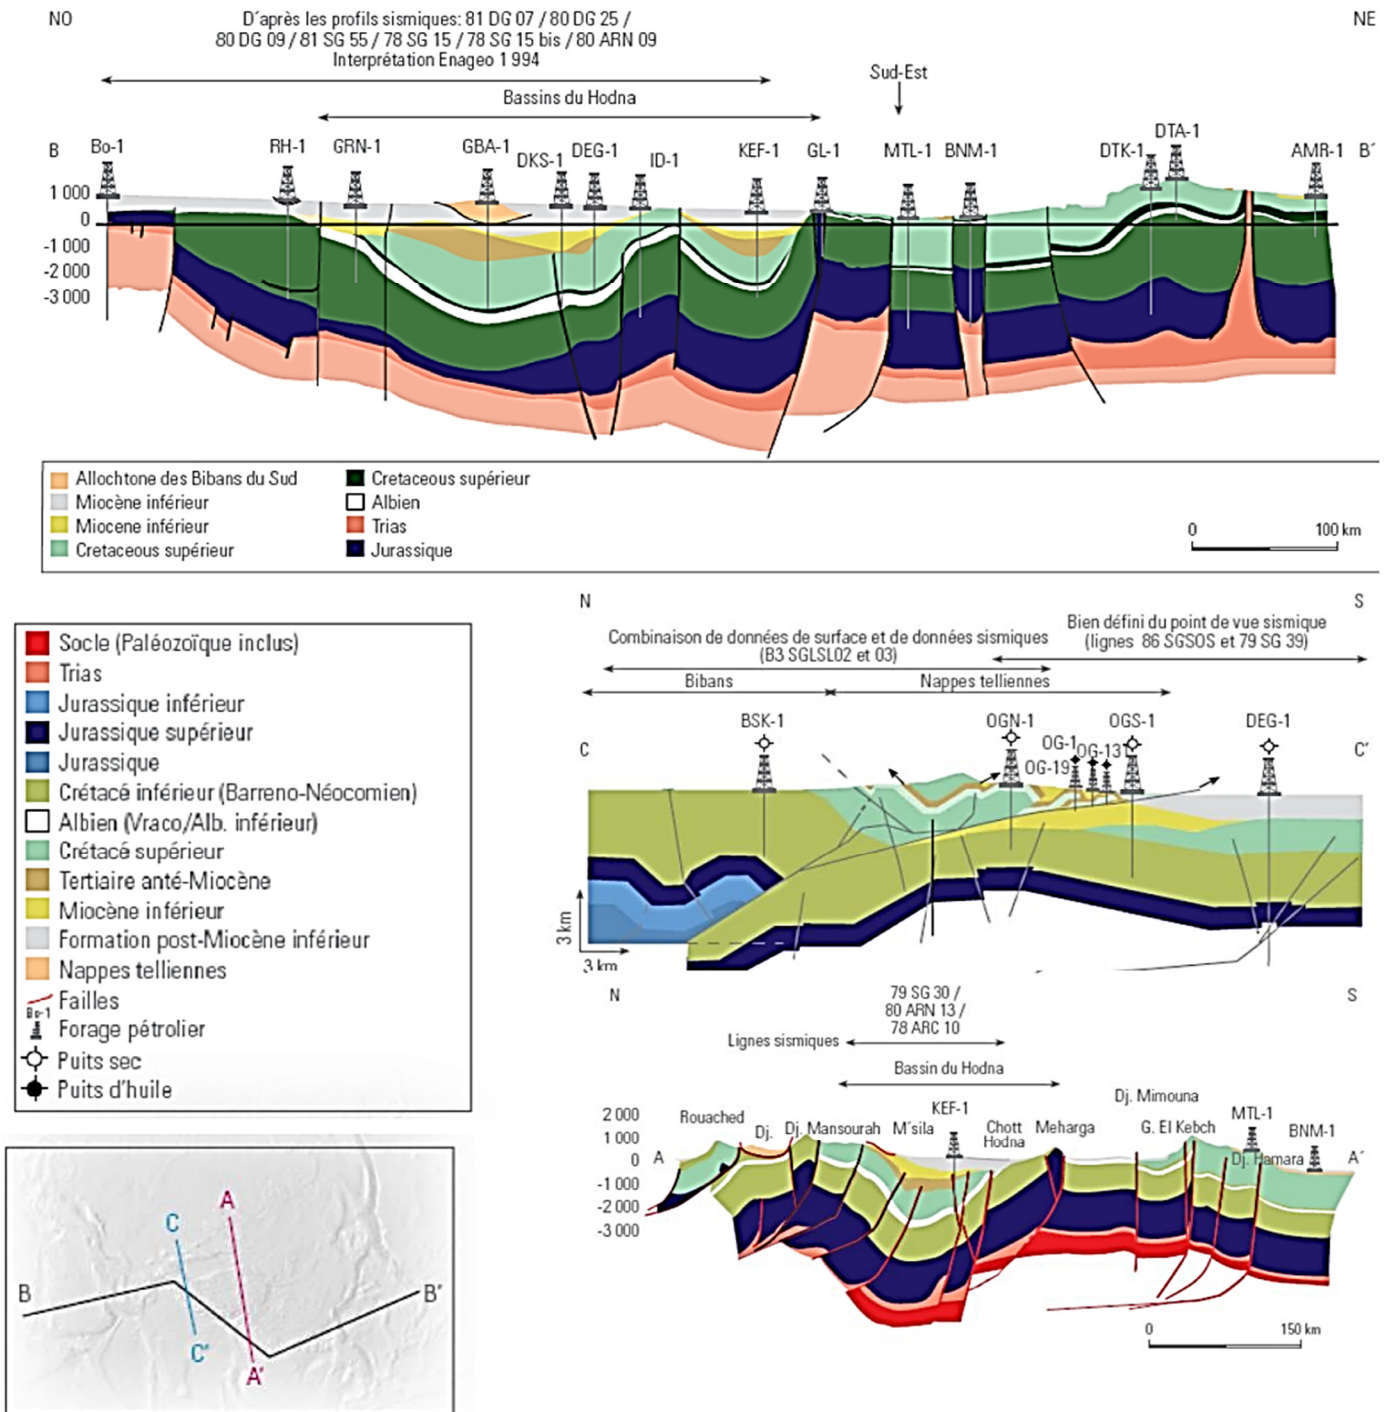 NO
D´après les profils sismiques: 81 DG 07 / 80 DG 25 /
80 DG 09 / 81 SG 55 / 78 SG 15 / 78 SG 15 bis / 80 ARN 09
Interprétation Enageo 1 994
NE
Sud-Est
Bassins du Hodna
B
Bo-1
RH-1
GRN-1
GBA-1
DKS-1
DEG-1
ID-1
KEF-1
GL-1
MTL-1
BNM-1
DTK-1
DTA-1
AMR-1
B´
1 000
0
-1 000
-2 000
-3 000
Allochtone des Bibans du Sud
Miocène inférieur
Miocene inférieur
Cretaceous supérieur
Cretaceous supérieur
Albien
Trias
Jurassique
0
100 km
Socle (Paléozoïque inclus)
Trias
Jurassique inférieur
Jurassique supérieur
Jurassique
Crétacé inférieur (Barreno-Néocomien)
Albien (Vraco/Alb. inférieur)
Crétacé supérieur
Tertiaire anté-Miocène
Miocène inférieur
Formation post-Miocène inférieur
Nappes telliennes
Failles
Bo-1
Forage pétrolier
Puits sec
Puits d'huile
N
S
Combinaison de données de surface et de données sismiques
(B3 SGLSL02 et 03)
Bien défini du point de vue sismique
(lignes 86 SGSOS et 79 SG 39)
Bibans
Nappes telliennes
C
BSK-1
OGN-1
OG-1
OG-19
OG-13
OGS-1
DEG-1
C´
3 km
3 km
N
79 SG 30 /
80 ARN 13 /
78 ARC 10
S
Lignes sismiques
Bassin du Hodna
2 000
1 000
0
-1 000
-2 000
-3 000
A
Rouached
Dj.
Dj. Mansourah
M´sila
KEF-1
Chott
Hodna
Meharga
Dj. Mimouna
G. El Kebch
MTL-1
Dj. Hamara
BNM-1
A´
0
150 km
A
C
B
B´
C´
A´